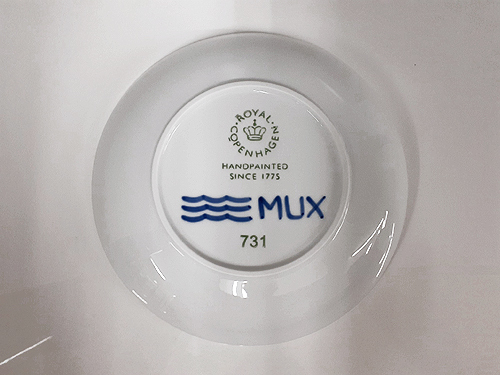 ROYAL
COPENHAGEN
HANDPAINTED
SINCE 1775
MUX
731